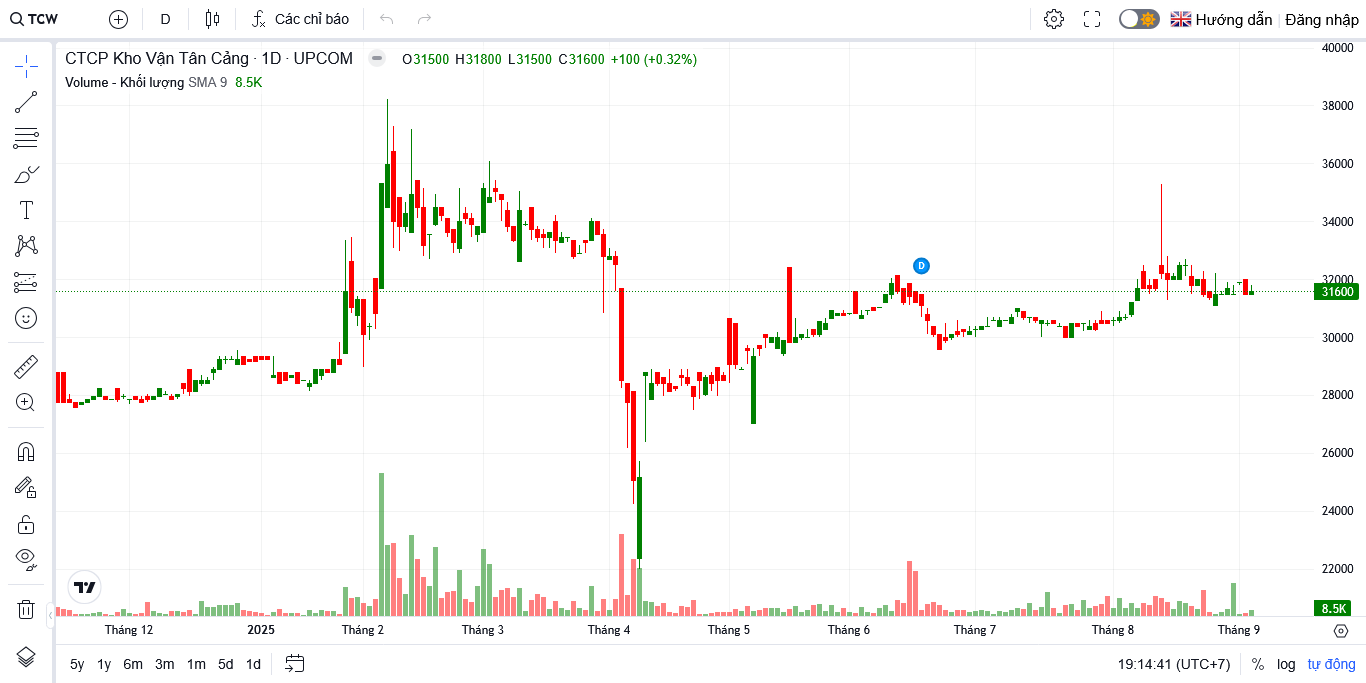 TCW D Các chỉ báo Hướng dẫn Đăng nhập
CTCP Kho Vận Tân Cảng · 1D · UPCOM O31500 H31800 L31500 C31600 +100 (+0.32%)
Volume - Khối lượng SMA 9 8.5K
40000
38000
36000
34000
32000
31600
30000
28000
26000
24000
22000
8.5K
D
Tháng 12 2025 Tháng 2 Tháng 3 Tháng 4 Tháng 5 Tháng 6 Tháng 7 Tháng 8 Tháng 9
5y 1y 6m 3m 1m 5d 1d 19:14:41 (UTC+7) % log tự động